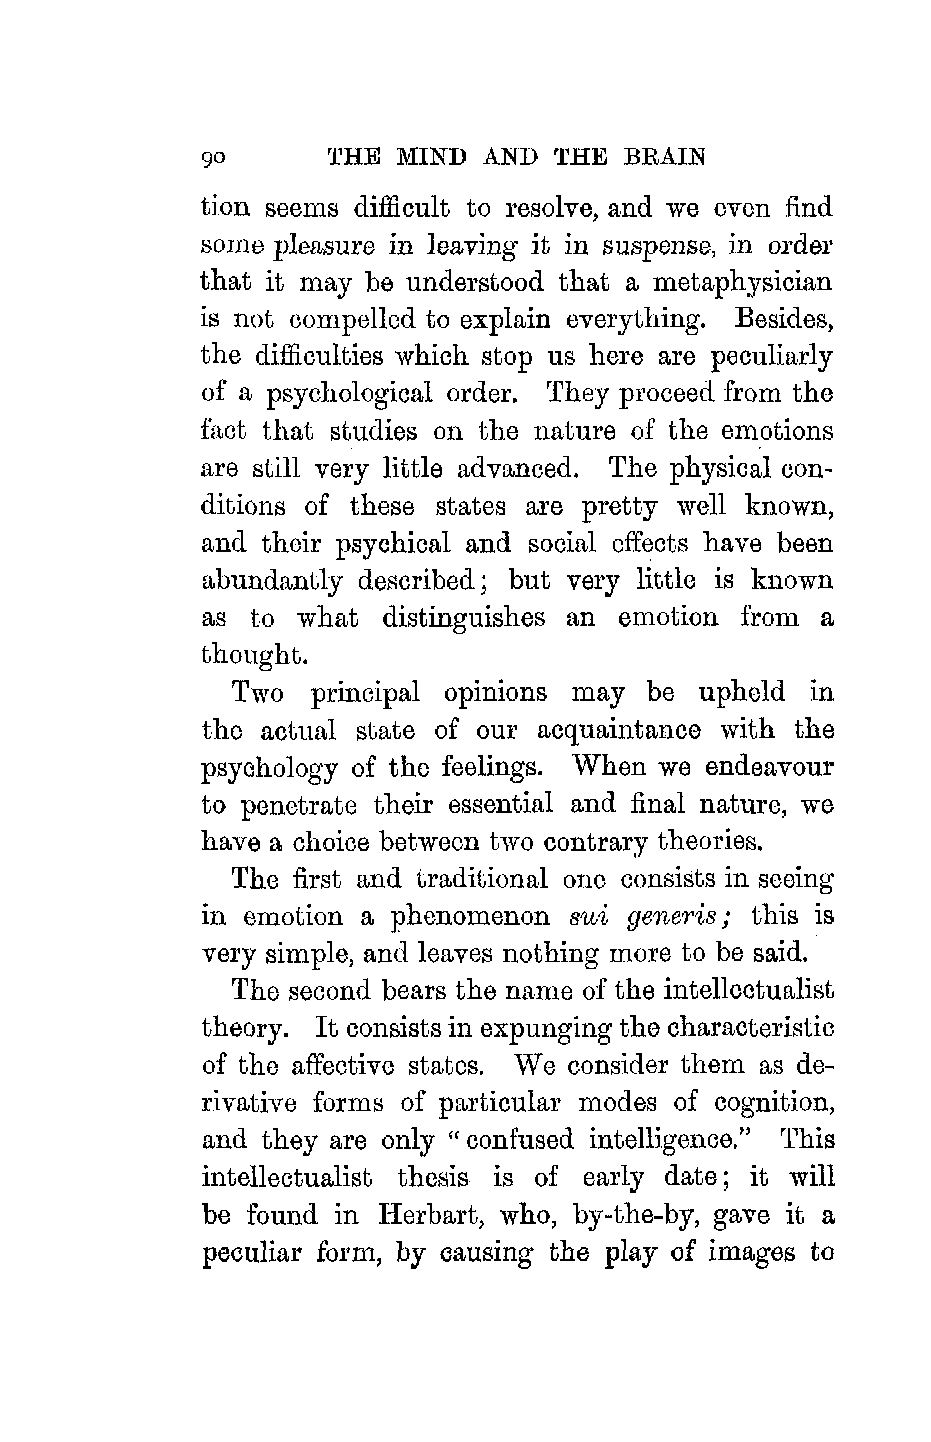 90 THE MIND AND THE BRAIN
tion seems difficult to resolve, and we even find
some pleasure in leaving it in suspense, in order
that it may be understood that a metaphysician
is not compelled to explain everything. Besides,
the difficulties which stop us here are peculiarly
of a psychological order. They proceed from the
fact that studies on the nature of the emotions
are still very little advanced. The physical con-
ditions of these states are pretty well known,
and their psychical and social effects have been
abundantly described; but very little is known
as to what distinguishes an emotion from a
thought.
Two principal opinions may be upheld in
the actual state of our acquaintance with the
psychology of the feelings. When we endeavour
to penetrate their essential and final nature, we
have a choice between two contrary theories.
The first and traditional one consists in seeing
in emotion a phenomenon sui generis; this is
very simple, and leaves nothing more to be said.
The second bears the name of the intellectualist
theory. It consists in expunging the characteristic
of the affective states. We consider them as de-
rivative forms of particular modes of cognition,
and they are only “confused intelligence.” This
intellectualist thesis is of early date; it will
be found in Herbart, who, by-the-by, gave it a
peculiar form, by causing the play of images to